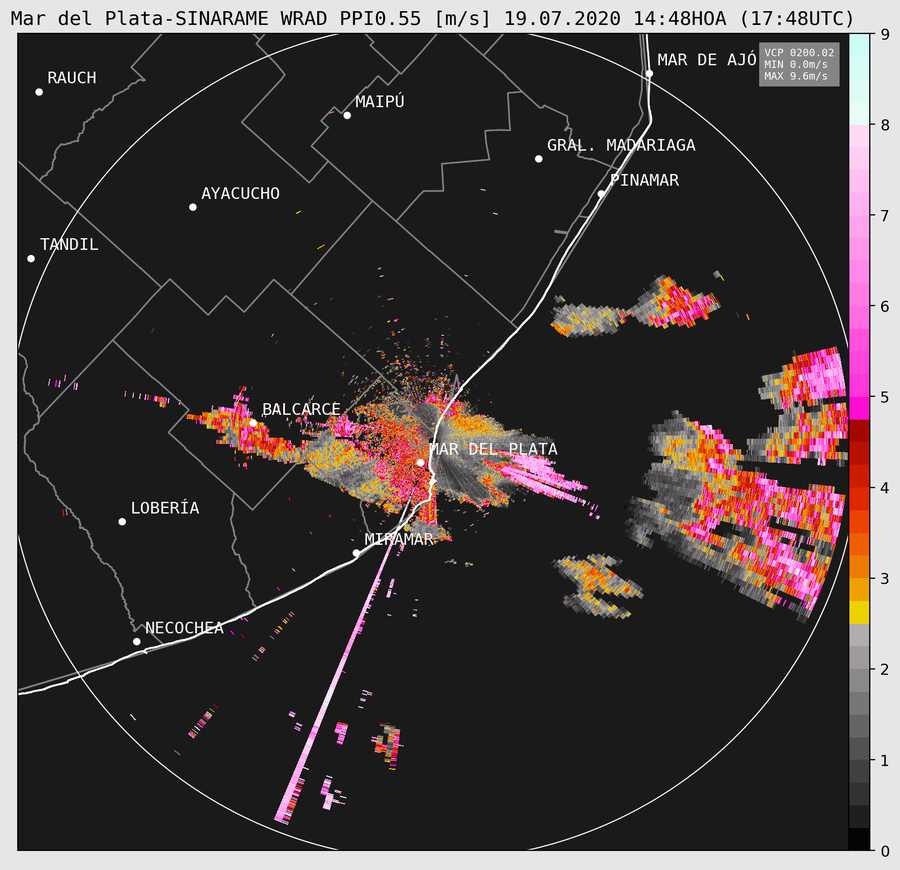 Mar del Plata-SINARAME WRAD PPI0.55 [m/s] 19.07.2020 14:48HOA (17:48UTC)
VCP 0200.02
MIN 0.0m/s
MAX 9.6m/s
MAR DE AJÓ
RAUCH
MAIPÚ
GRAL. MADARIAGA
PINAMAR
AYACUCHO
TANDIL
BALCARCE
MAR DEL PLATA
LOBERÍA
MIRAMAR
NECOCHEA
9
8
7
6
5
4
3
2
1
0